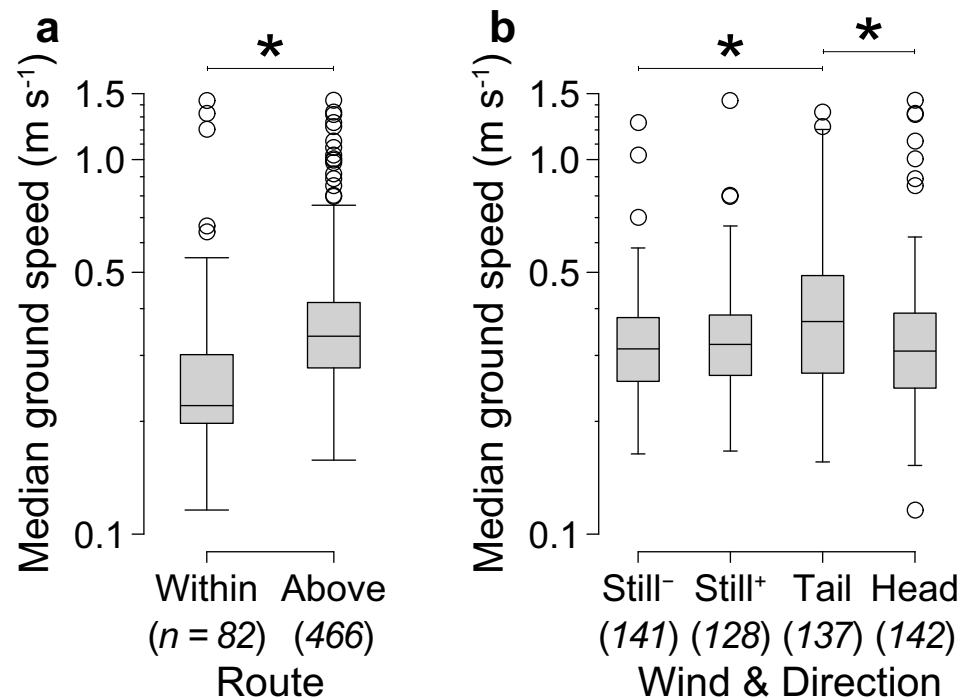 a
*
Median ground speed (m s⁻¹)
1.5
1.0
0.5
0.1
Within Above
(n = 82) (466)
Route
b
* *
Median ground speed (m s⁻¹)
1.5
1.0
0.5
0.1
Still⁻ Still⁺ Tail Head
(141) (128) (137) (142)
Wind & Direction